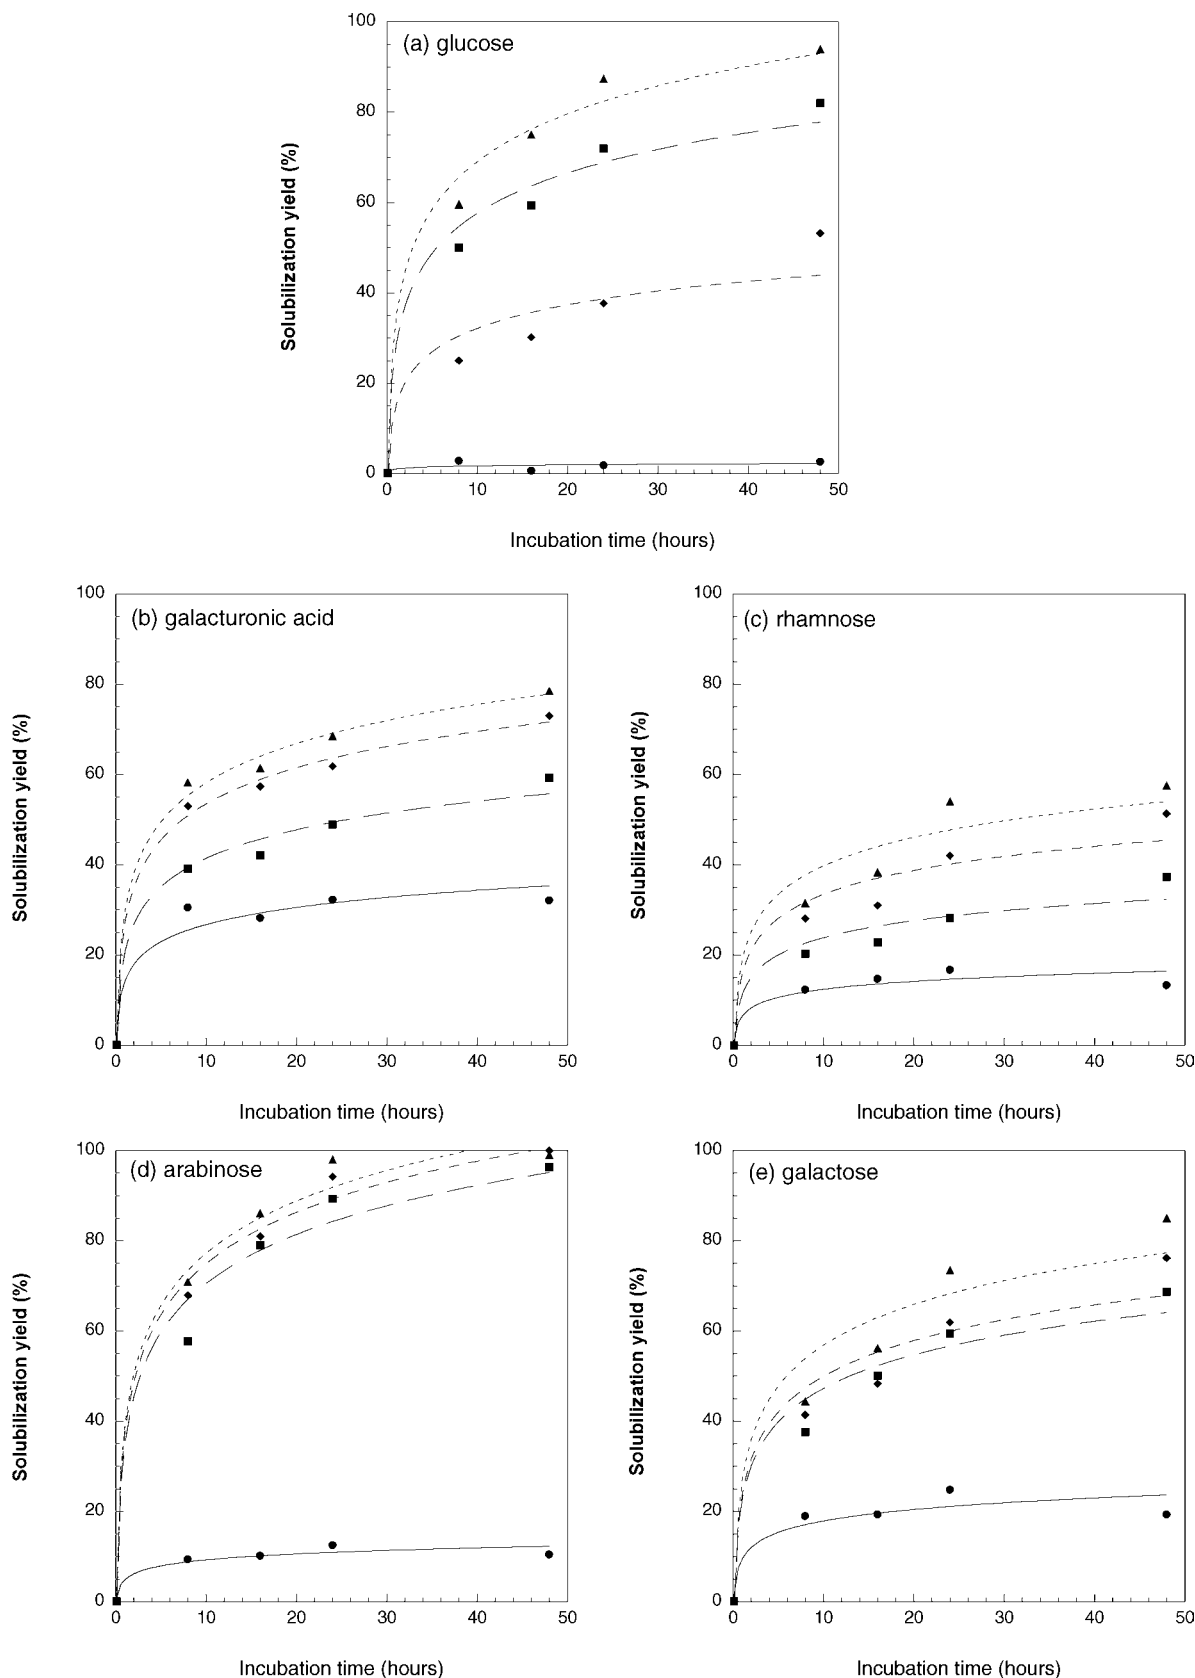 (a) glucose
100
80
60
40
20
0
Solubilization yield (%)
0 10 20 30 40 50
Incubation time (hours)
(b) galacturonic acid
100
80
60
40
20
0
Solubilization yield (%)
0 10 20 30 40 50
Incubation time (hours)
(c) rhamnose
100
80
60
40
20
0
Solubilization yield (%)
0 10 20 30 40 50
Incubation time (hours)
(d) arabinose
100
80
60
40
20
0
Solubilization yield (%)
0 10 20 30 40 50
Incubation time (hours)
(e) galactose
100
80
60
40
20
0
Solubilization yield (%)
0 10 20 30 40 50
Incubation time (hours)